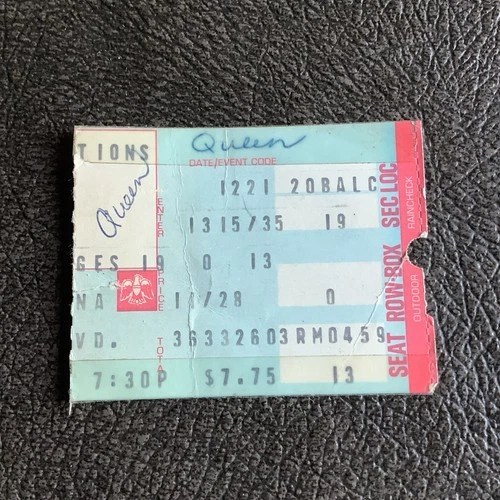 Queen
TIONS DATE/EVENT CODE
Queen
1221 20BALC
ENTER 1315/35 19
GES 19 0 13
PRICE
NA 11/28 0
VD. 36332603RM0459
TOTA
7:30P $7.75 13
SEC LOC
ROW-BOX
SEAT
RAINCHECK
OUTDOOR